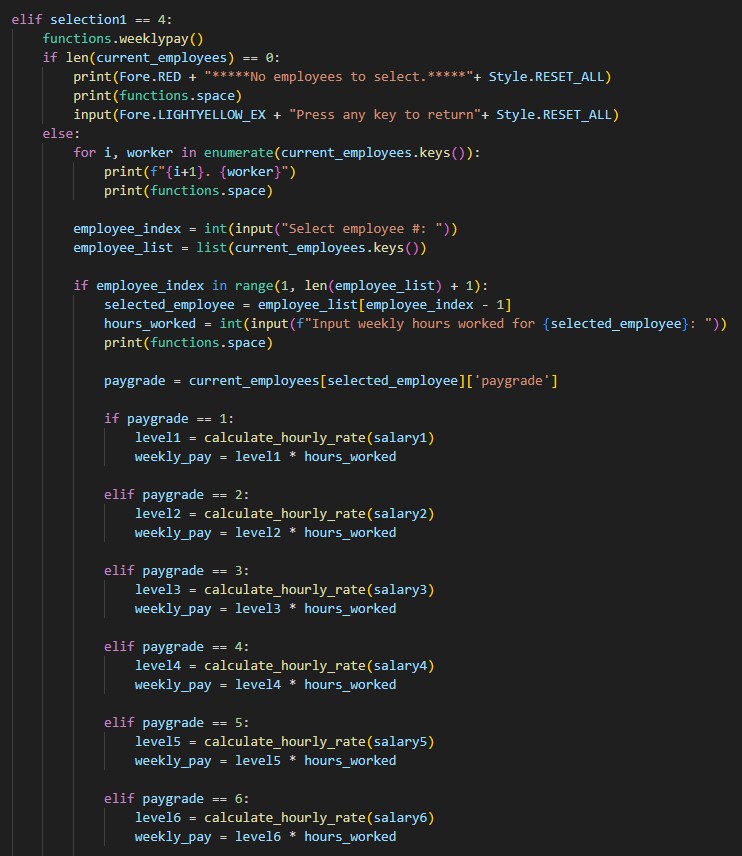 elif selection1 == 4:
    functions.weeklypay()
    if len(current_employees) == 0:
        print(Fore.RED + "*****No employees to select.*****"+ Style.RESET_ALL)
        print(functions.space)
        input(Fore.LIGHTYELLOW_EX + "Press any key to return"+ Style.RESET_ALL)
    else:
        for i, worker in enumerate(current_employees.keys()):
            print(f"{i+1}. {worker}")
            print(functions.space)

        employee_index = int(input("Select employee #: "))
        employee_list = list(current_employees.keys())

        if employee_index in range(1, len(employee_list) + 1):
            selected_employee = employee_list[employee_index - 1]
            hours_worked = int(input(f"Input weekly hours worked for {selected_employee}: "))
            print(functions.space)

            paygrade = current_employees[selected_employee]['paygrade']

            if paygrade == 1:
                level1 = calculate_hourly_rate(salary1)
                weekly_pay = level1 * hours_worked

            elif paygrade == 2:
                level2 = calculate_hourly_rate(salary2)
                weekly_pay = level2 * hours_worked

            elif paygrade == 3:
                level3 = calculate_hourly_rate(salary3)
                weekly_pay = level3 * hours_worked

            elif paygrade == 4:
                level4 = calculate_hourly_rate(salary4)
                weekly_pay = level4 * hours_worked

            elif paygrade == 5:
                level5 = calculate_hourly_rate(salary5)
                weekly_pay = level5 * hours_worked

            elif paygrade == 6:
                level6 = calculate_hourly_rate(salary6)
                weekly_pay = level6 * hours_worked